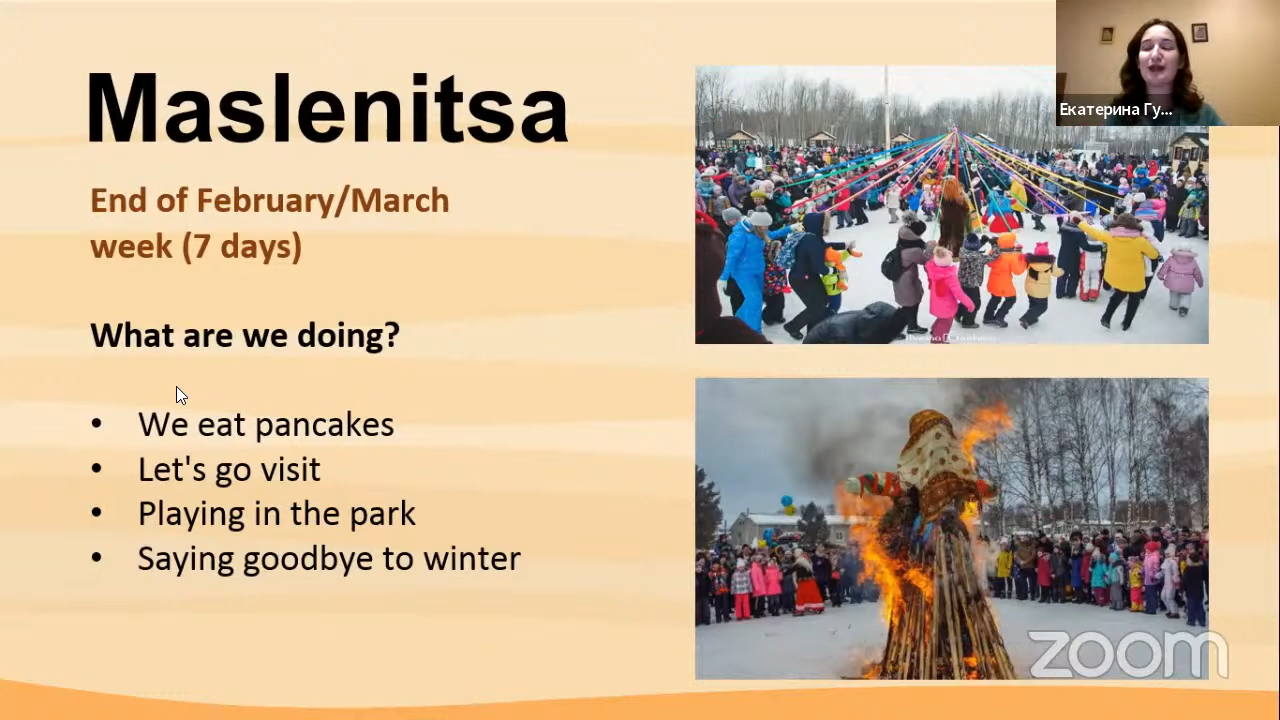 Maslenitsa
End of February/March
week (7 days)
What are we doing?
• We eat pancakes
• Let's go visit
• Playing in the park
• Saying goodbye to winter
Екатерина Гу...
zoom